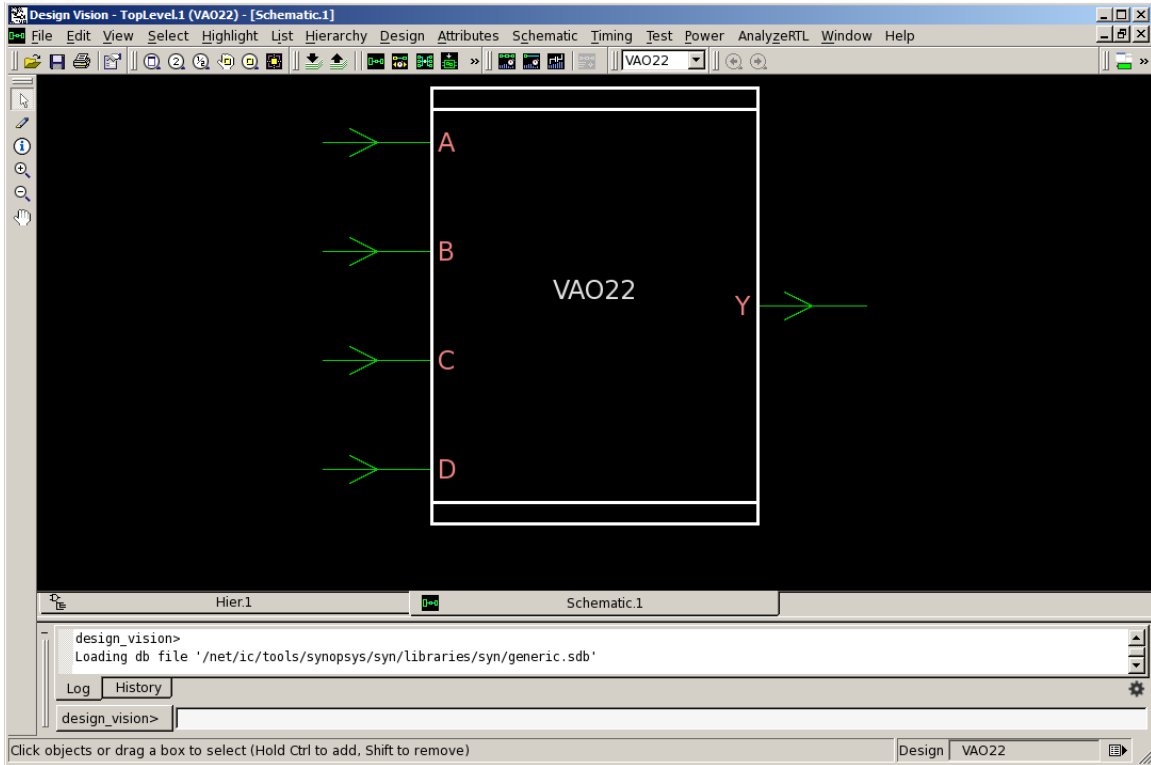 Design Vision - TopLevel.1 (VAO22) - [Schematic.1]
File Edit View Select Highlight List Hierarchy Design Attributes Schematic Timing Test Power AnalyzeRTL Window Help
» VAO22 »
A
B
VAO22
Y
C
D
Hier.1 Schematic.1
design_vision>
Loading db file '/net/ic/tools/synopsys/syn/libraries/syn/generic.sdb'
Log History
design_vision>
Click objects or drag a box to select (Hold Ctrl to add, Shift to remove) Design VAO22